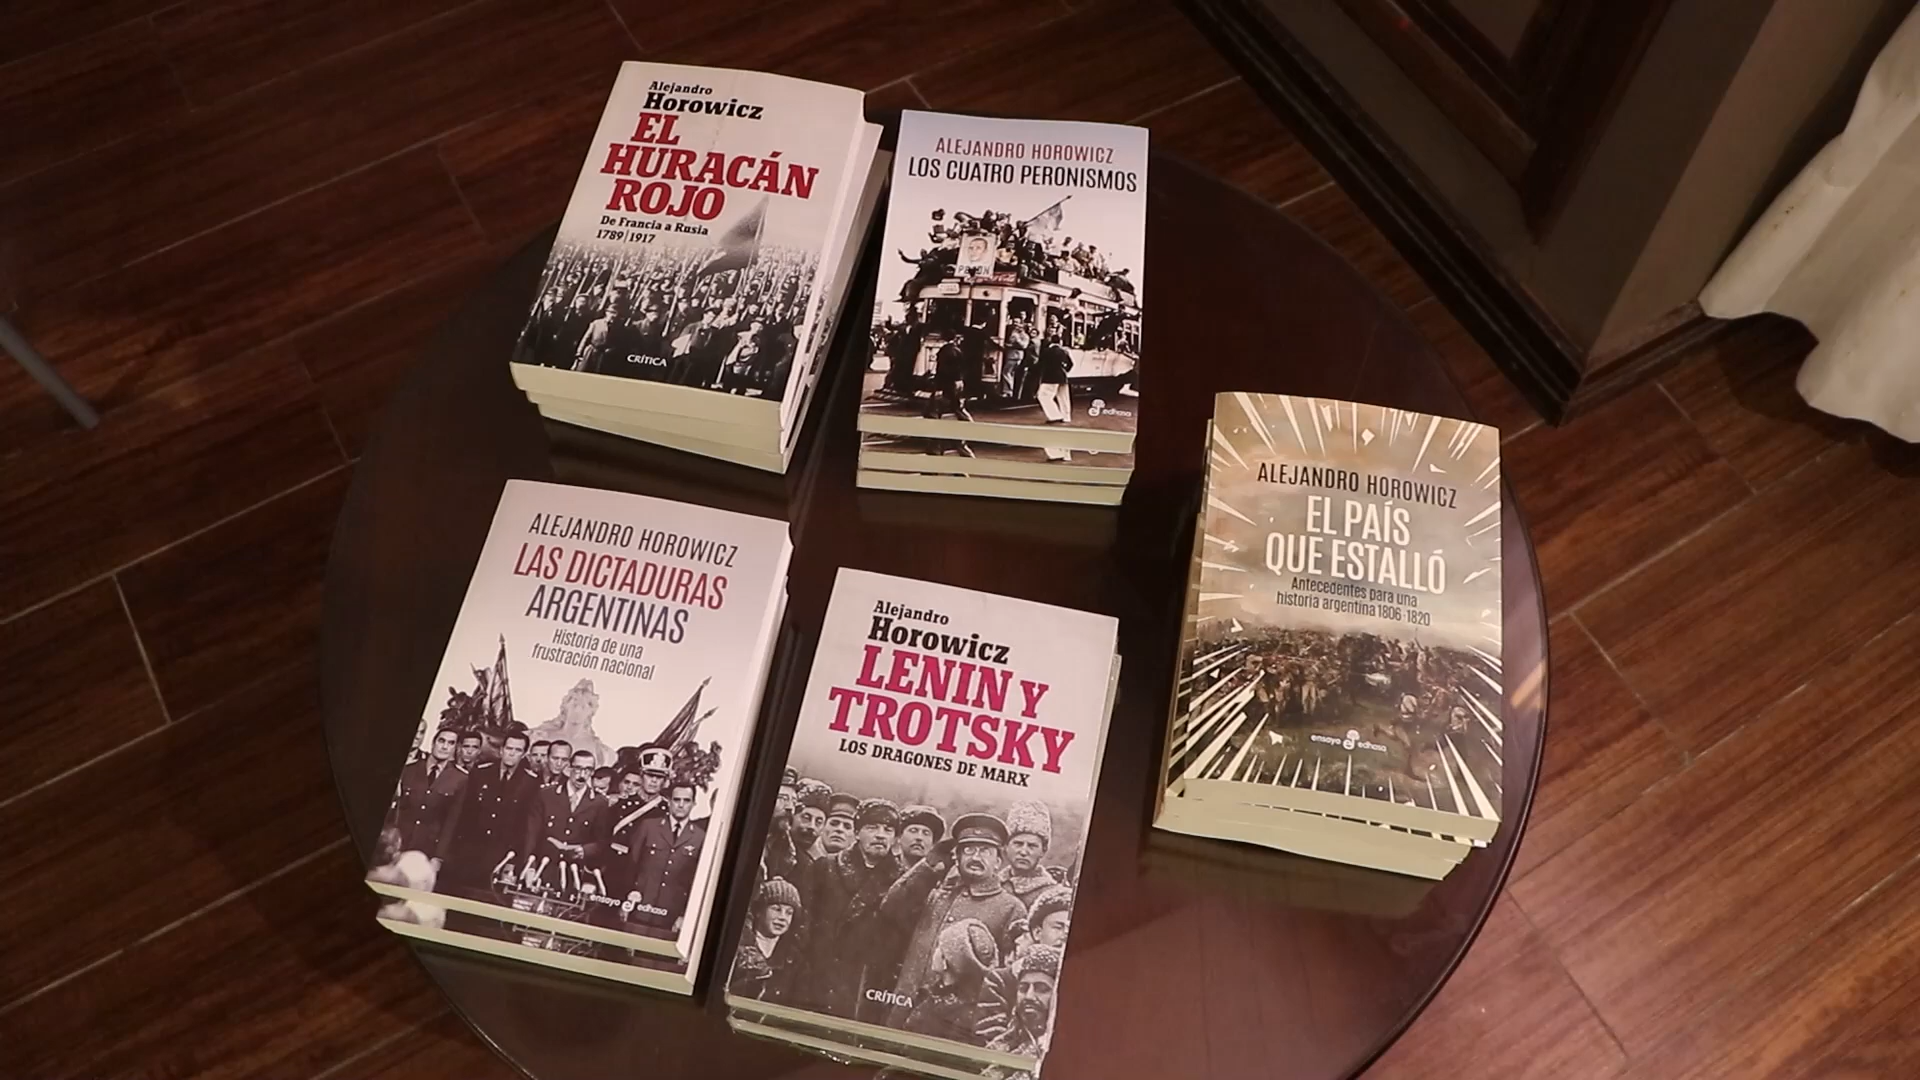 Alejandro
Horowicz
EL
HURACÁN
ROJO
De Francia a Rusia
1789|1917
CRÍTICA
ALEJANDRO HOROWICZ
LOS CUATRO PERONISMOS
PERON
edhasa
ALEJANDRO HOROWICZ
EL PAÍS
QUE ESTALLÓ
Antecedentes para una
historia argentina 1806-1820
ensayo edhasa
ALEJANDRO HOROWICZ
LAS DICTADURAS
ARGENTINAS
Historia de una
frustración nacional
ensayo edhasa
Alejandro
Horowicz
LENIN Y
TROTSKY
LOS DRAGONES DE MARX
CRÍTICA